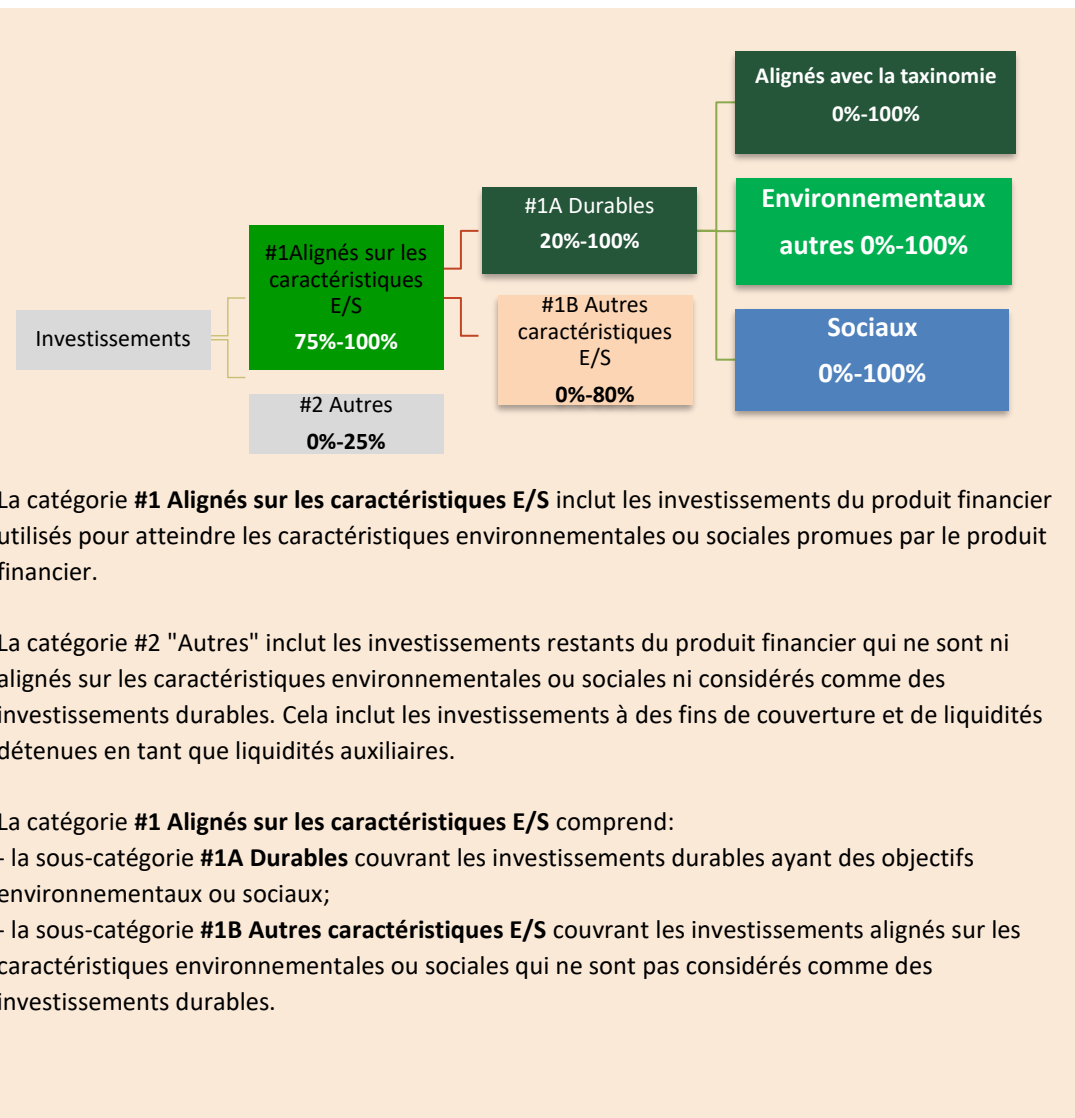 Investissements
#1Alignés sur les
caractéristiques
E/S
75%-100%
#2 Autres
0%-25%
#1A Durables
20%-100%
#1B Autres
caractéristiques
E/S
0%-80%
Alignés avec la taxinomie
0%-100%
Environnementaux
autres 0%-100%
Sociaux
0%-100%
La catégorie #1 Alignés sur les caractéristiques E/S inclut les investissements du produit financier
utilisés pour atteindre les caractéristiques environnementales ou sociales promues par le produit
financier.
La catégorie #2 "Autres" inclut les investissements restants du produit financier qui ne sont ni
alignés sur les caractéristiques environnementales ou sociales ni considérés comme des
investissements durables. Cela inclut les investissements à des fins de couverture et de liquidités
détenues en tant que liquidités auxiliaires.
La catégorie #1 Alignés sur les caractéristiques E/S comprend:
- la sous-catégorie #1A Durables couvrant les investissements durables ayant des objectifs
environnementaux ou sociaux;
- la sous-catégorie #1B Autres caractéristiques E/S couvrant les investissements alignés sur les
caractéristiques environnementales ou sociales qui ne sont pas considérés comme des
investissements durables.